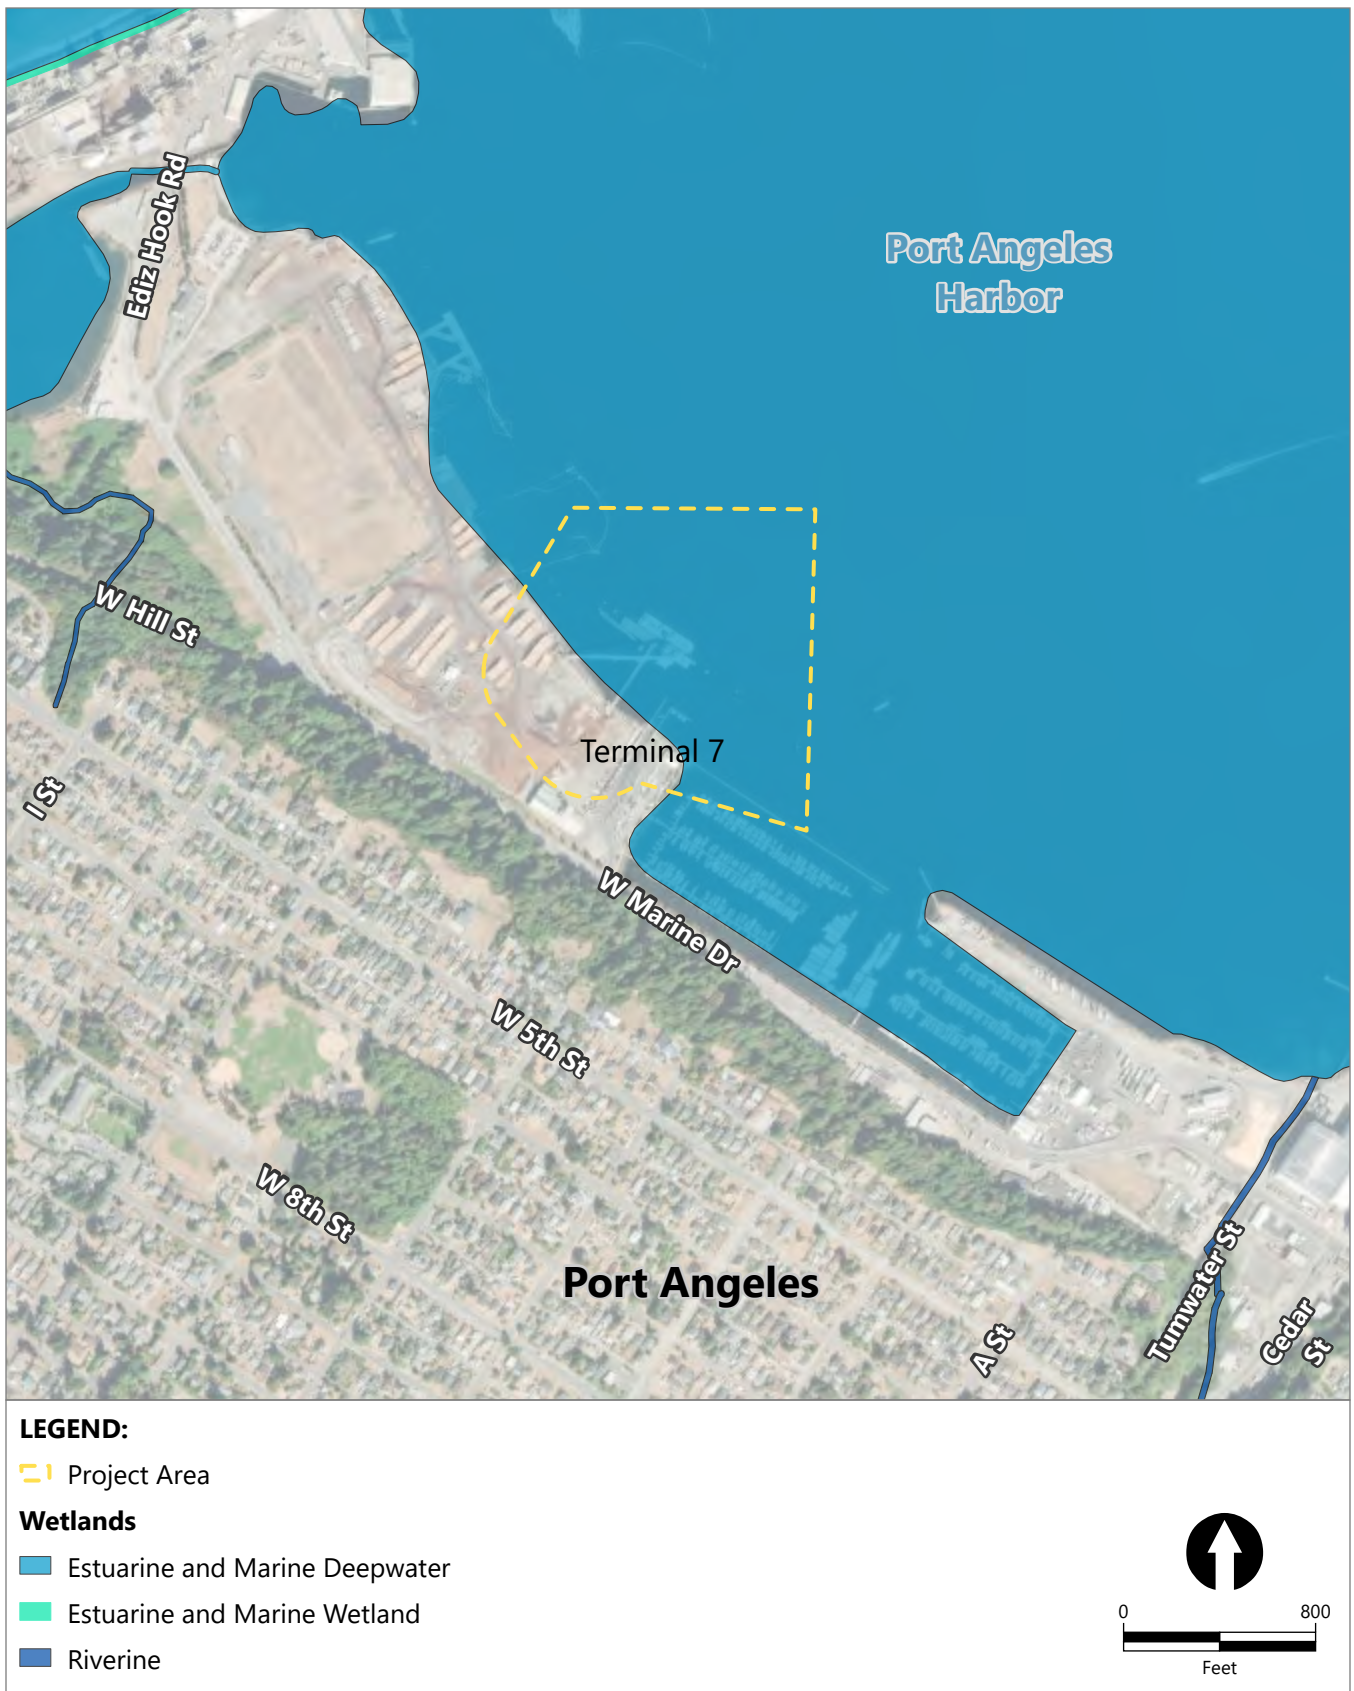 Port Angeles
Harbor
Ediz Hook Rd
W Hill St
Terminal 7
I St
W Marine Dr
W 5th St
W 8th St
Port Angeles
A St
Tumwater St
Cedar
St
LEGEND:
Project Area
Wetlands
Estuarine and Marine Deepwater
Estuarine and Marine Wetland
Riverine
0 800
Feet